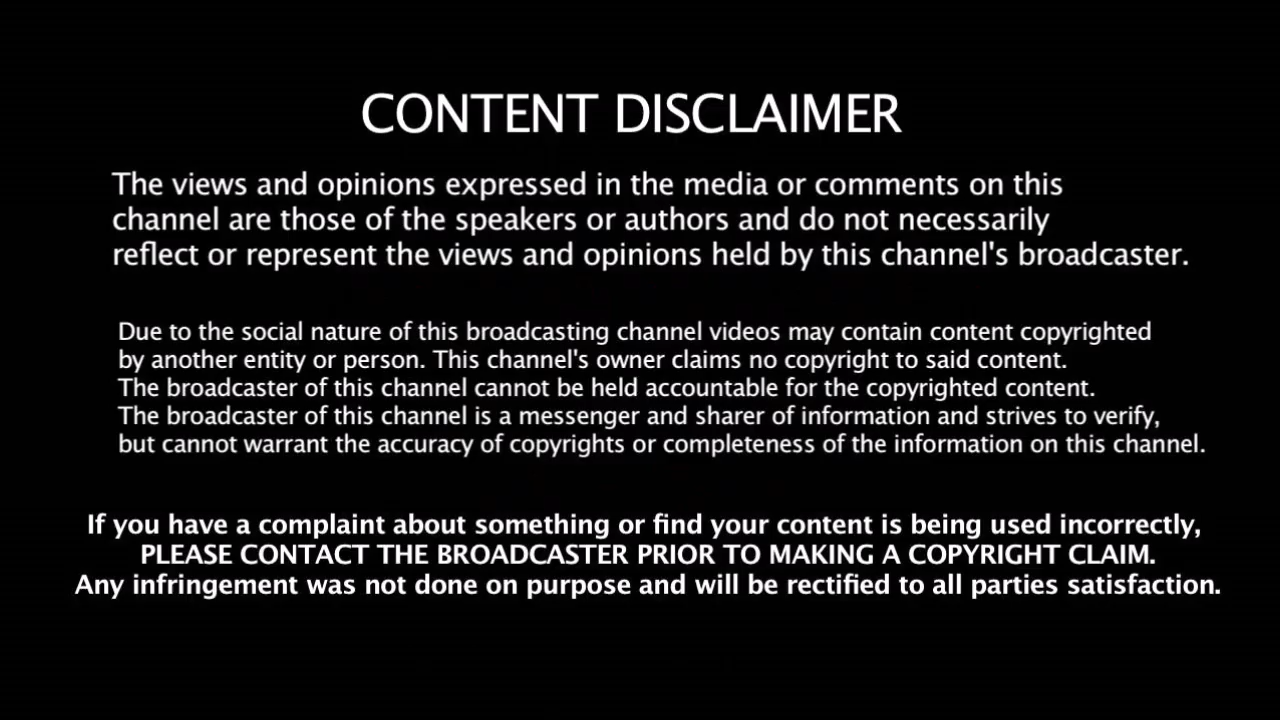 CONTENT DISCLAIMER
The views and opinions expressed in the media or comments on this
channel are those of the speakers or authors and do not necessarily
reflect or represent the views and opinions held by this channel's broadcaster.
Due to the social nature of this broadcasting channel videos may contain content copyrighted
by another entity or person. This channel's owner claims no copyright to said content.
The broadcaster of this channel cannot be held accountable for the copyrighted content.
The broadcaster of this channel is a messenger and sharer of information and strives to verify,
but cannot warrant the accuracy of copyrights or completeness of the information on this channel.
If you have a complaint about something or find your content is being used incorrectly,
PLEASE CONTACT THE BROADCASTER PRIOR TO MAKING A COPYRIGHT CLAIM.
Any infringement was not done on purpose and will be rectified to all parties satisfaction.